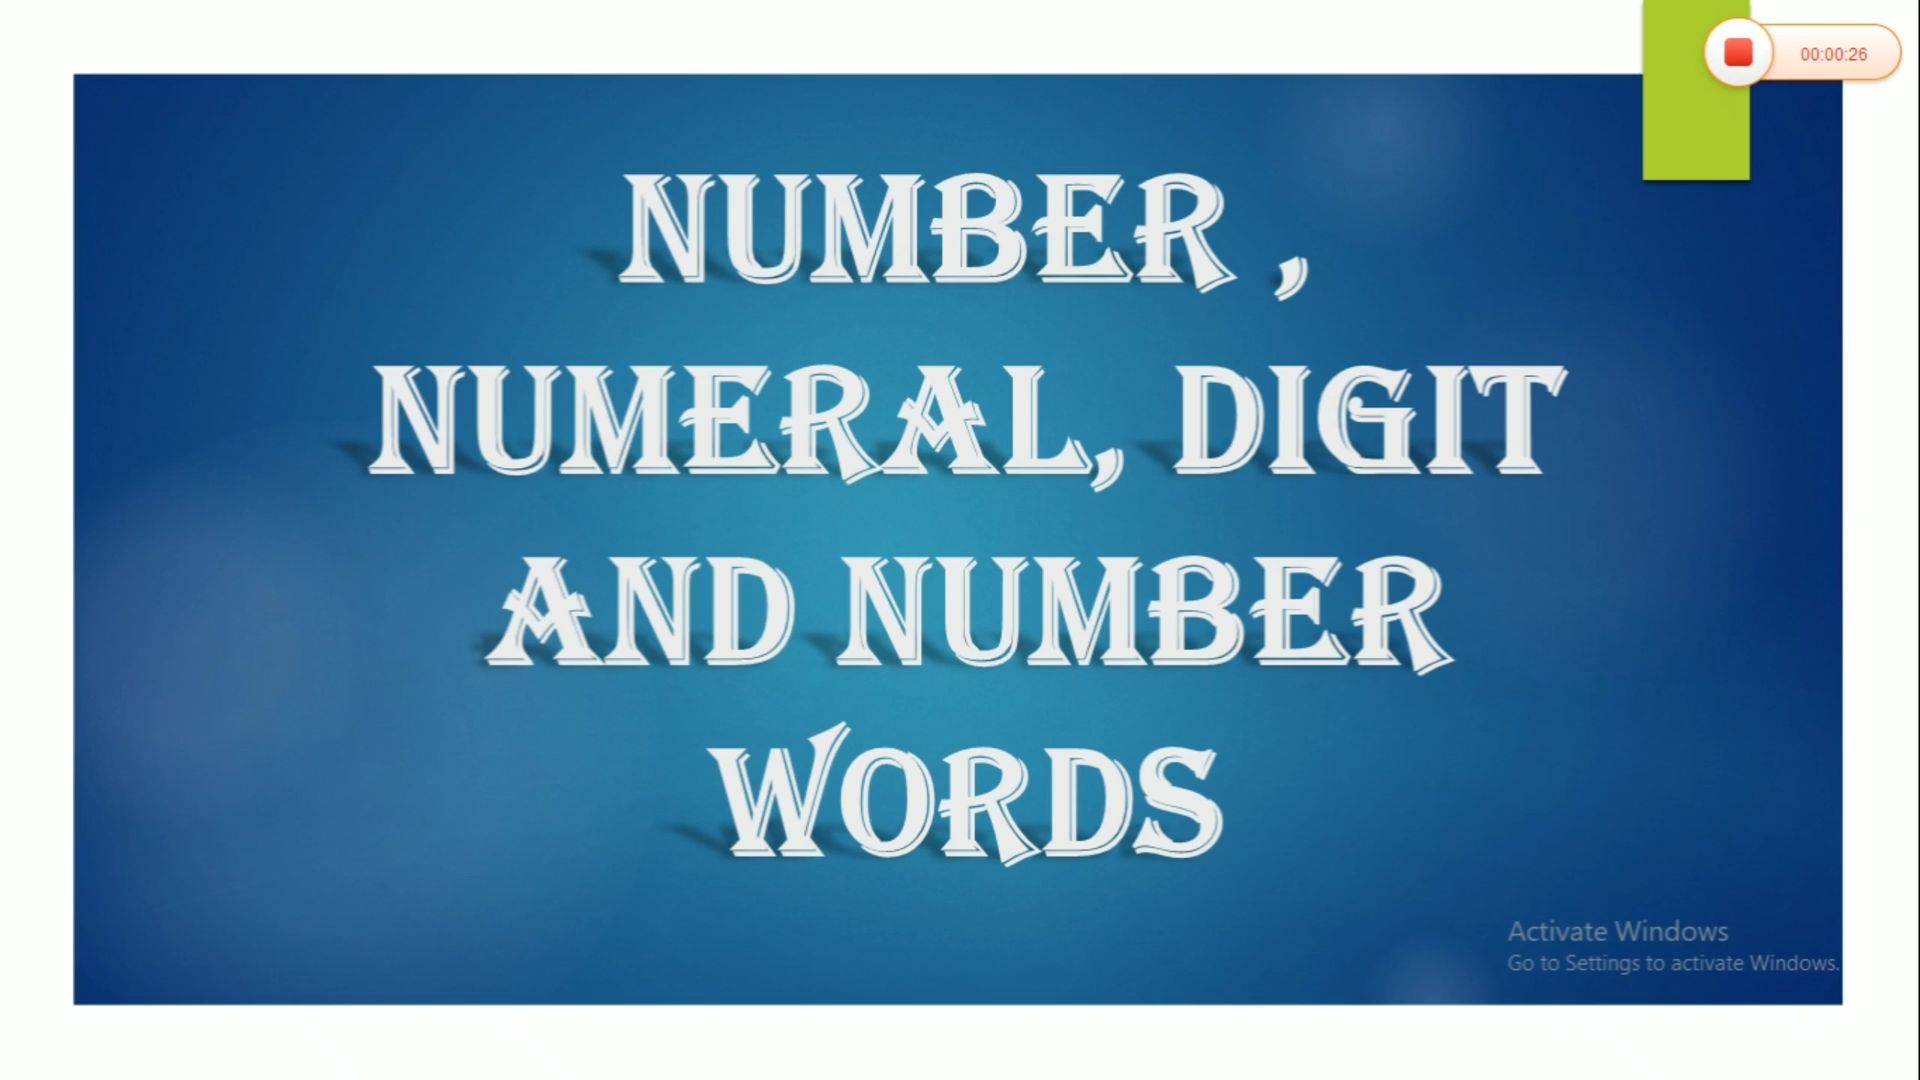 00:00:26
NUMBER ,
NUMERAL, DIGIT
AND NUMBER
WORDS
Activate Windows
Go to Settings to activate Windows.